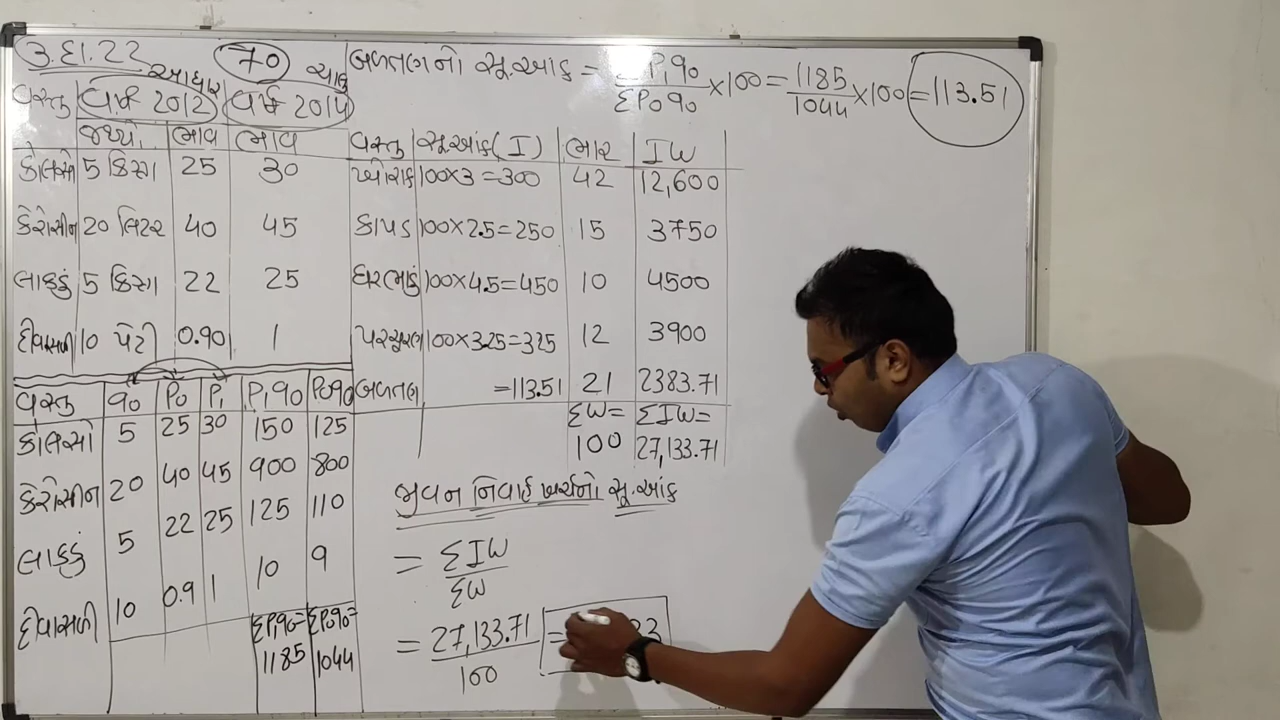 ઉ.દા.22 70
આધાર ચાલુ
વસ્તુ વર્ષ 2012 વર્ષ 2014
જથ્થો ભાવ ભાવ
કોલસો 5 કિગ્રા 25 30
કેરોસીન 20 લિટર 40 45
લાકડું 5 કિગ્રા 22 25
દીવાસળી 10 પેટી 0.90 1
વસ્તુ q0 P0 P1 P1q0 P0q0
કોલસો 5 25 30 150 125
કેરોસીન 20 40 45 900 800
લાકડું 5 22 25 125 110
દીવાસળી 10 0.9 1 10 9
ΣP1q0= ΣP0q0=
1185 1044
બળતણનો સૂ.આંક = ΣP1q0/ΣP0q0 ×100 = 1185/1044 ×100 = 113.51
વસ્તુ સૂ.આંક(I) ભાર IW
ખોરાક 100×3=300 42 12,600
કાપડ 100×2.5=250 15 3750
ઘરભાડું 100×4.5=450 10 4500
પરચૂરણ 100×3.25=325 12 3900
બળતણ =113.51 21 2383.71
ΣW= ΣIW=
100 27,133.71
જીવન નિર્વાહ ખર્ચનો સૂ.આંક
= ΣIW/ΣW
= 27,133.71/100 =